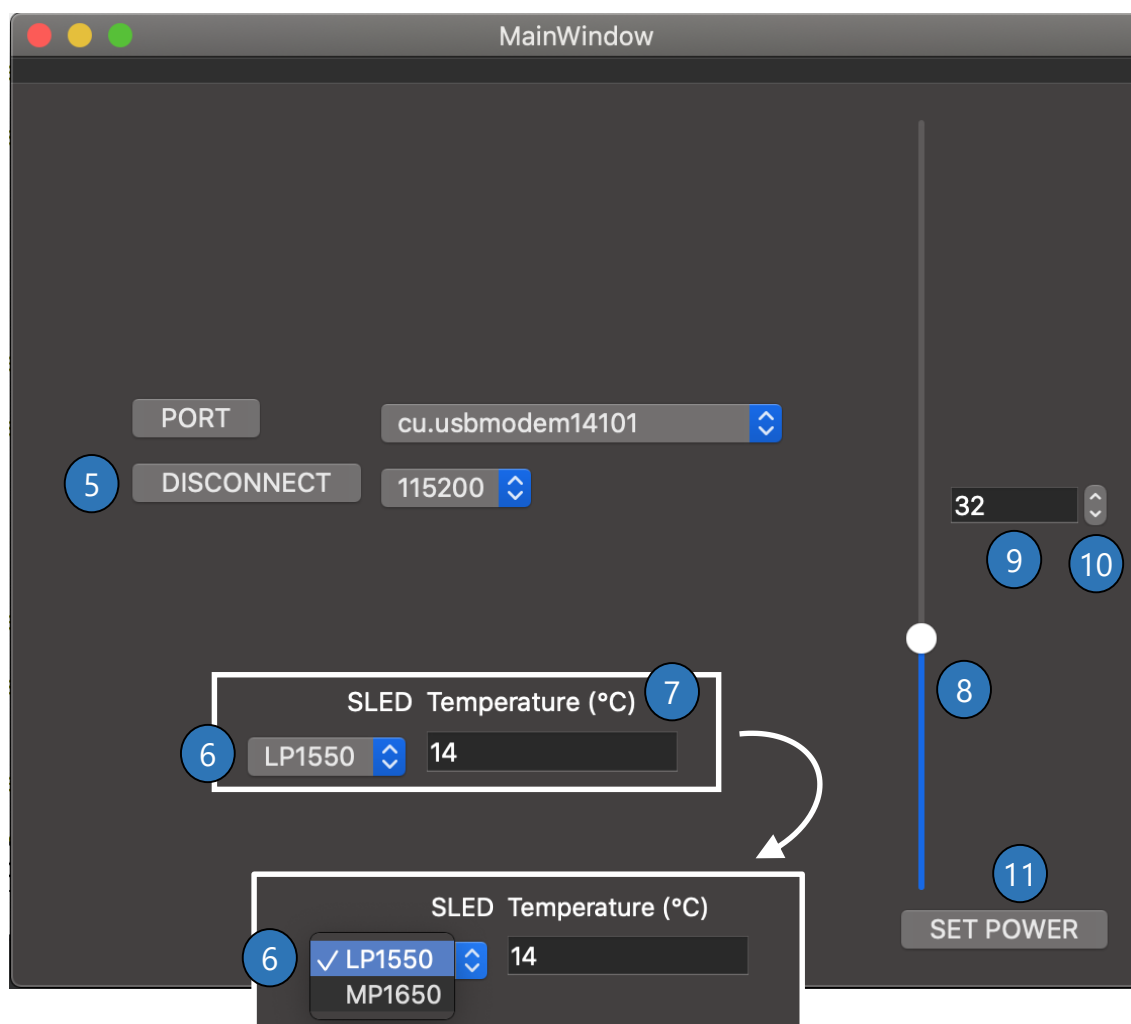 MainWindow
PORT
cu.usbmodem14101
5
DISCONNECT
115200
32
9
10
SLED Temperature (°C)
7
8
6
LP1550
14
11
SET POWER
SLED Temperature (°C)
6
✓ LP1550
14
MP1650